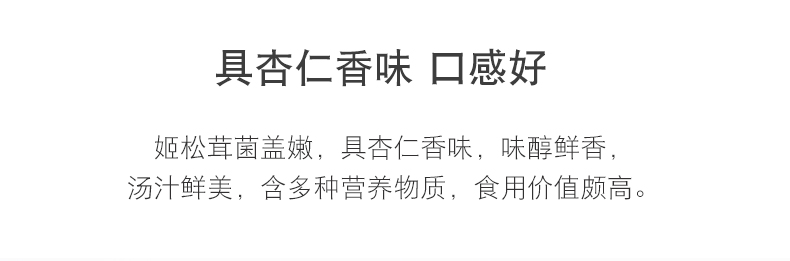 具杏仁香味 口感好
姬松茸菌盖嫩，具杏仁香味，味醇鲜香，
汤汁鲜美，含多种营养物质，食用价值颇高。